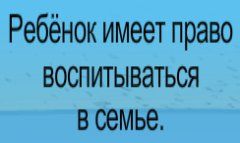 Ребёнок имеет право
воспитываться
в семье.